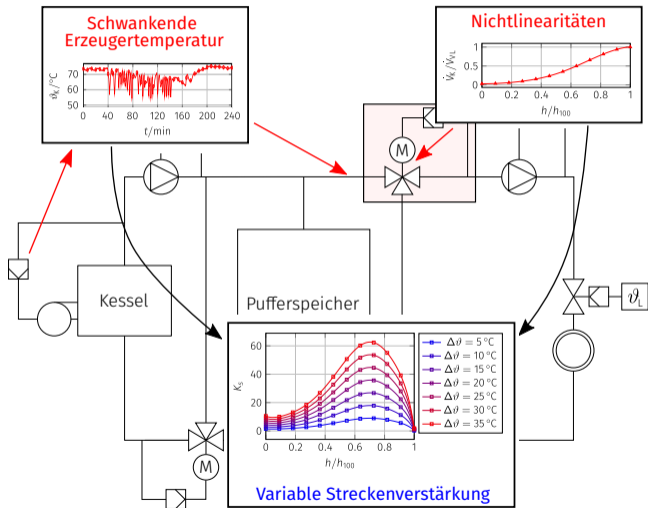 Schwankende
Erzeugertemperatur
ϑK/°C
70
60
50
0 40 80 120 160 200 240
t/min
Nichtlinearitäten
V̇K/V̇VL
1
0.5
0
0 0.2 0.4 0.6 0.8 1
h/h100
M
Kessel
Pufferspeicher
ϑL
M
KS
60
40
20
0
0 0.2 0.4 0.6 0.8 1
h/h100
Δϑ = 5 °C
Δϑ = 10 °C
Δϑ = 15 °C
Δϑ = 20 °C
Δϑ = 25 °C
Δϑ = 30 °C
Δϑ = 35 °C
Variable Streckenverstärkung